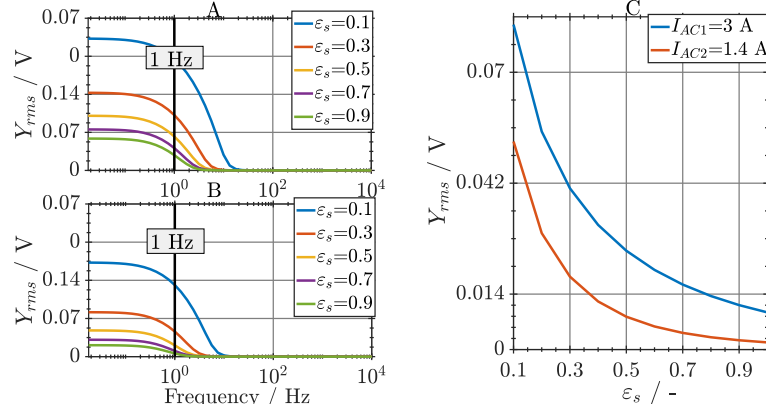 A
Y_rms / V
0.07
0
0.14
0.07
0
1 Hz
ε_s=0.1
ε_s=0.3
ε_s=0.5
ε_s=0.7
ε_s=0.9
10^0
10^2
10^4
B
Y_rms / V
0.07
0
0.14
0.07
0
1 Hz
ε_s=0.1
ε_s=0.3
ε_s=0.5
ε_s=0.7
ε_s=0.9
10^0
10^2
10^4
Frequency / Hz
C
Y_rms / V
0.07
0.042
0.014
0
I_AC1=3 A
I_AC2=1.4 A
0.1
0.3
0.5
0.7
0.9
ε_s / -